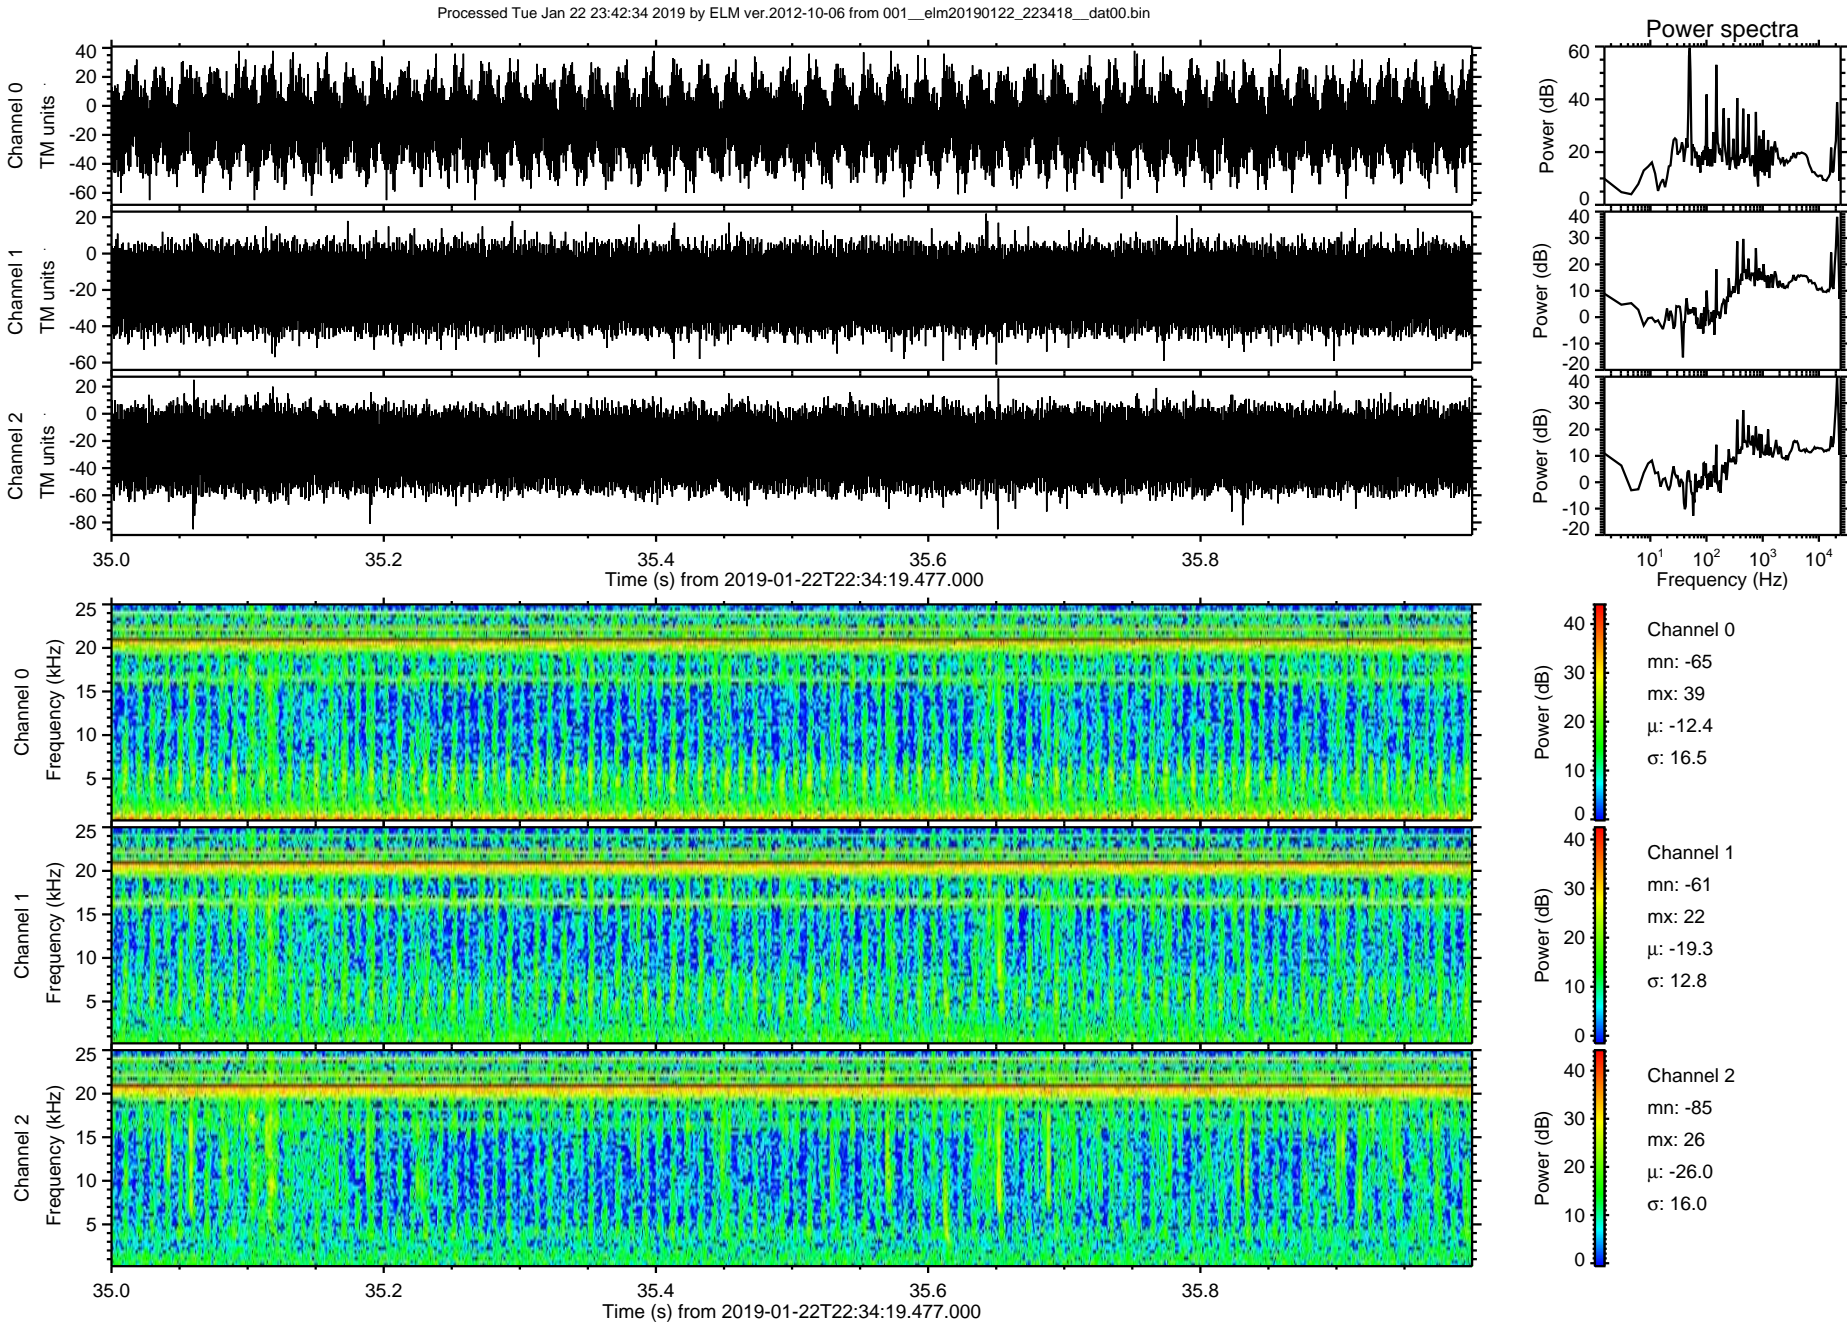 Processed Tue Jan 22 23:42:34 2019 by ELM ver.2012-10-06 from 001__elm20190122_223418__dat00.bin
Power spectra
Channel 0
TM units
40
20
0
-20
-40
-60
Power (dB)
60
40
20
0
Channel 1
TM units
20
0
-20
-40
-60
Power (dB)
40
30
20
10
0
-10
-20
Channel 2
TM units
20
0
-20
-40
-60
-80
Power (dB)
40
30
20
10
0
-10
-20
35.0 35.2 35.4 35.6 35.8
Time (s) from 2019-01-22T22:34:19.477.000
10¹ 10² 10³ 10⁴
Frequency (Hz)
Channel 0
Frequency (kHz)
25
20
15
10
5
Power (dB)
40
30
20
10
0
Channel 0
mn: -65
mx: 39
μ: -12.4
σ: 16.5
Channel 1
Frequency (kHz)
25
20
15
10
5
Power (dB)
40
30
20
10
0
Channel 1
mn: -61
mx: 22
μ: -19.3
σ: 12.8
Channel 2
Frequency (kHz)
25
20
15
10
5
Power (dB)
40
30
20
10
0
Channel 2
mn: -85
mx: 26
μ: -26.0
σ: 16.0
35.0 35.2 35.4 35.6 35.8
Time (s) from 2019-01-22T22:34:19.477.000